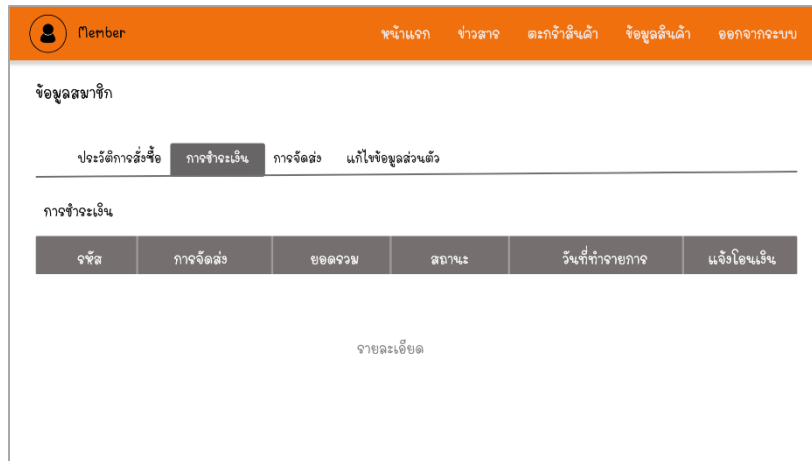 Member หน้าแรก ข่าวสาร ตะกร้าสินค้า ข้อมูลสินค้า ออกจากระบบ
ข้อมูลสมาชิก
ประวัติการสั่งซื้อ การชำระเงิน การจัดส่ง แก้ไขข้อมูลส่วนตัว
การชำระเงิน
รหัส การจัดส่ง ยอดรวม สถานะ วันที่ทำรายการ แจ้งโอนเงิน
รายละเอียด